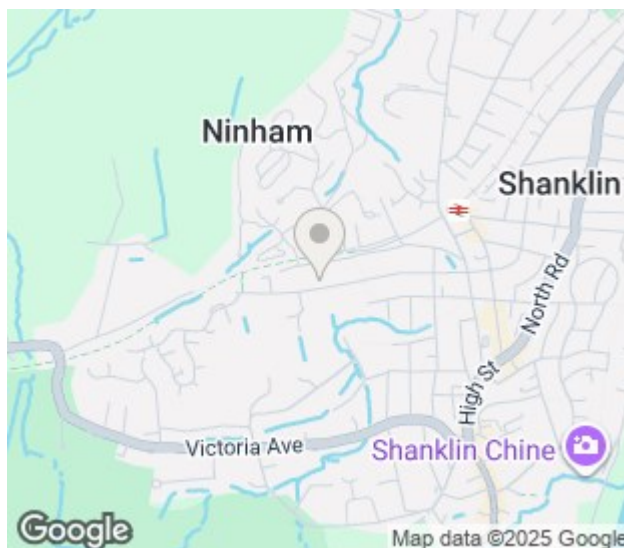 Ninham
Shanklin
North Rd
High St
Victoria Ave
Shanklin Chine
Google
Map data ©2025 Google